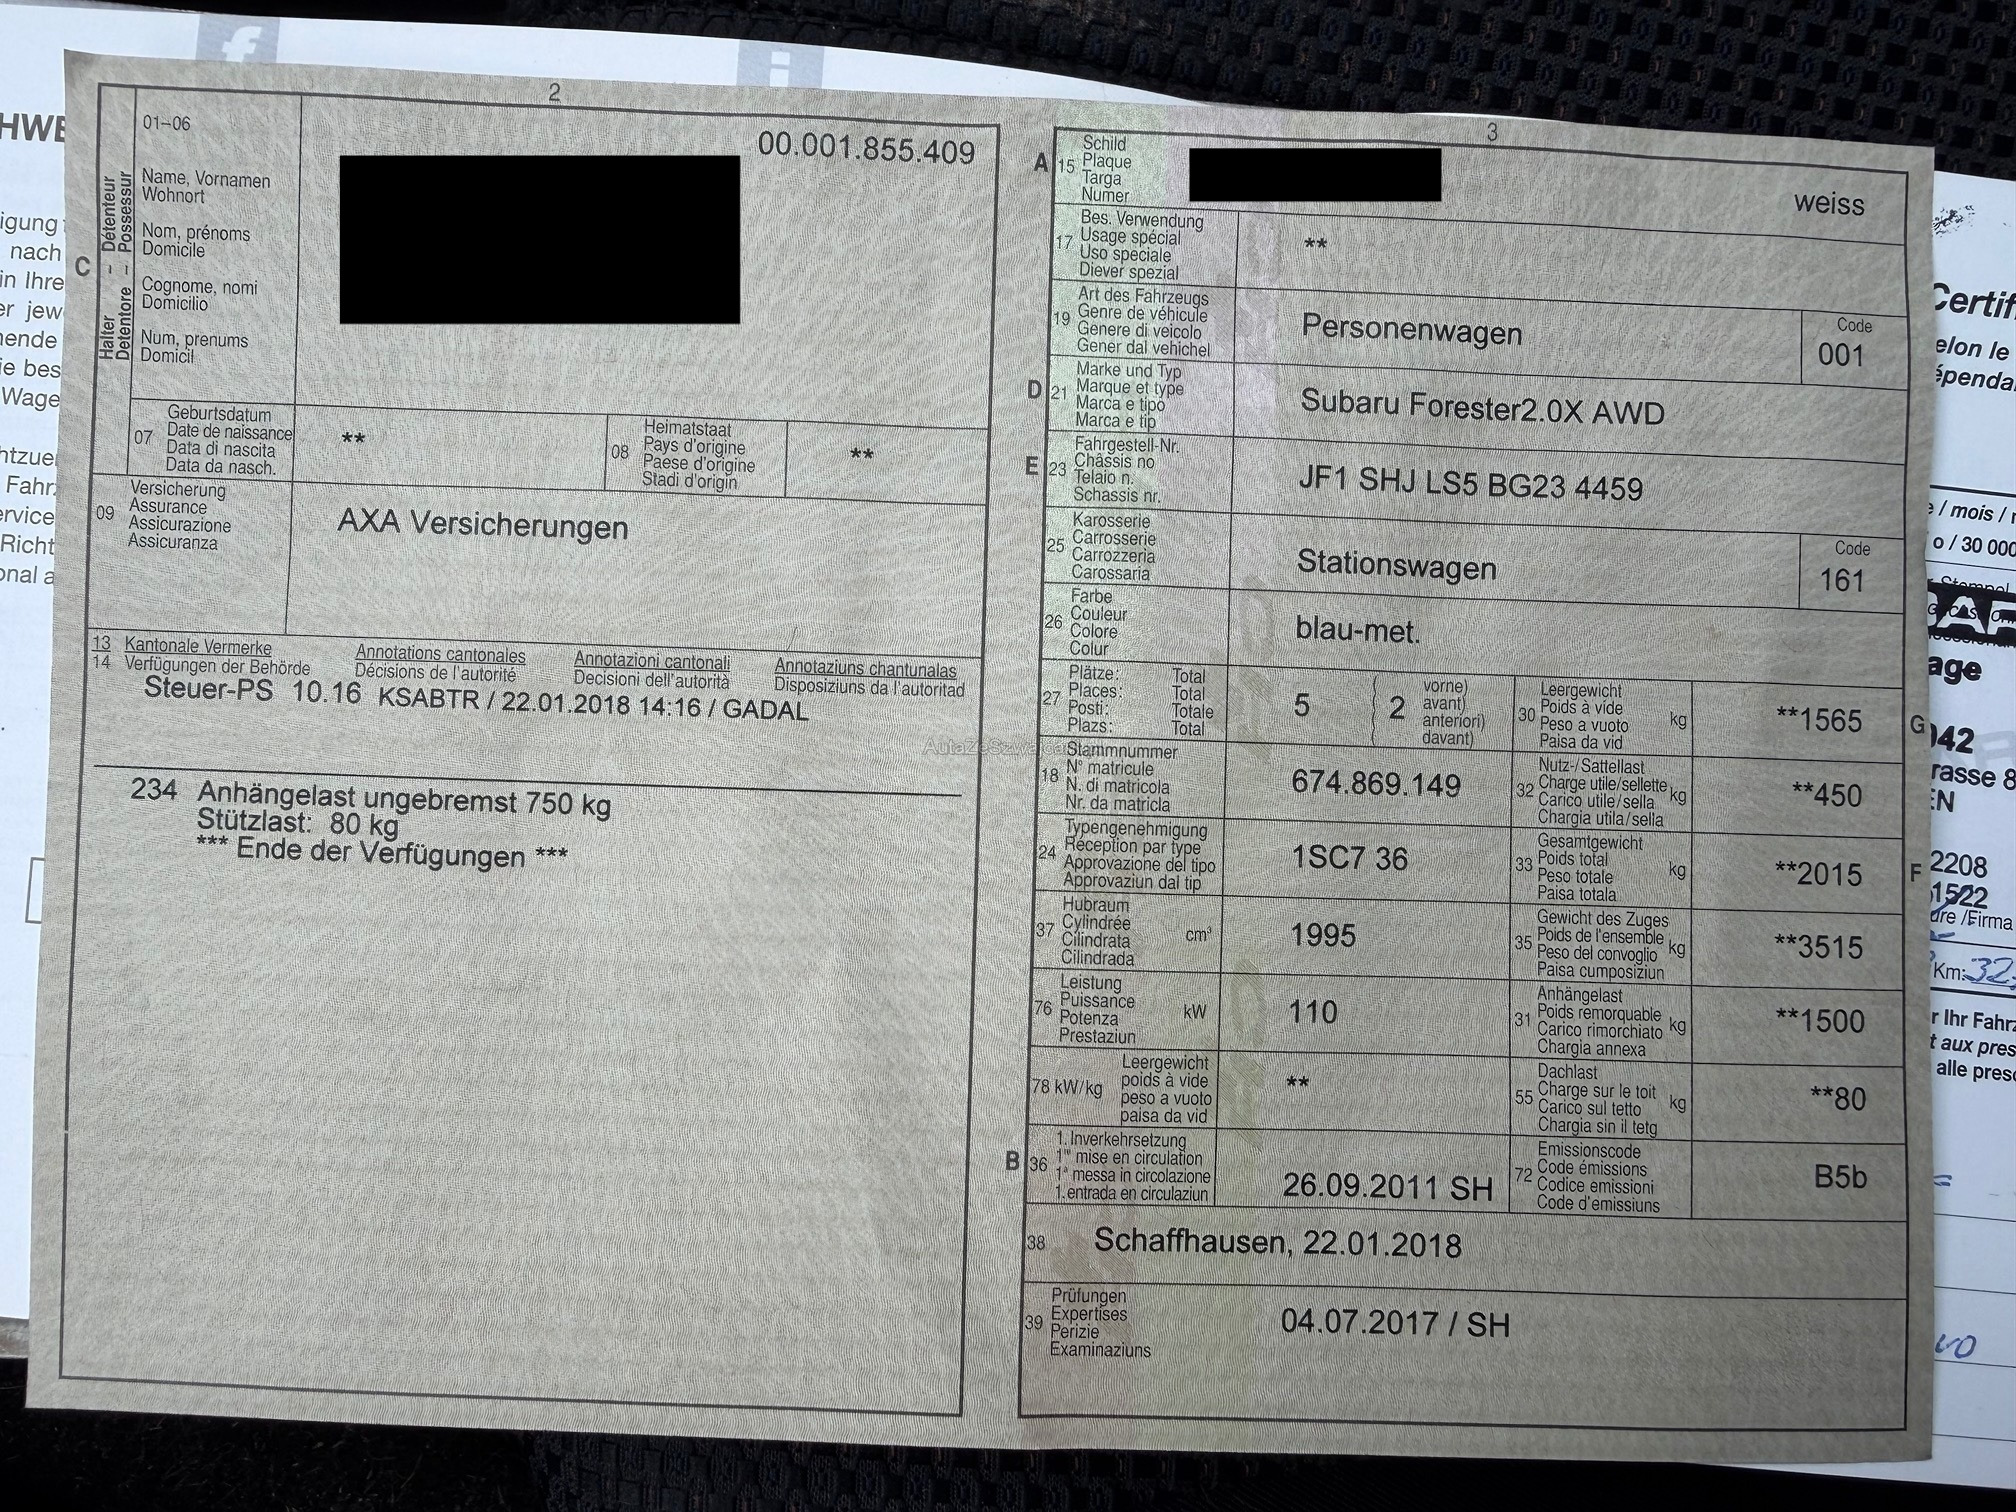 2
01–06
00.001.855.409
C
Halter – Détenteur
Detentore – Possessur
Name, Vornamen
Wohnort
Nom, prénoms
Domicile
Cognome, nomi
Domicilio
Num, prenums
Domicil
07
Geburtsdatum
Date de naissance
Data di nascita
Data da nasch.
**
08
Heimatstaat
Pays d'origine
Paese d'origine
Stadi d'origin
**
09
Versicherung
Assurance
Assicurazione
Assicuranza
AXA Versicherungen
13 Kantonale Vermerke Annotations cantonales Annotazioni cantonali Annotaziuns chantunalas
14 Verfügungen der Behörde Décisions de l'autorité Decisioni dell'autorità Disposiziuns da l'autoritad
Steuer-PS 10.16 KSABTR / 22.01.2018 14:16 / GADAL
234 Anhängelast ungebremst 750 kg
Stützlast: 80 kg
*** Ende der Verfügungen ***
3
A
15
Schild
Plaque
Targa
Numer
weiss
17
Bes. Verwendung
Usage spécial
Uso speciale
Diever spezial
**
19
Art des Fahrzeugs
Genre de véhicule
Genere di veicolo
Gener dal vehichel
Personenwagen
Code
001
D
21
Marke und Typ
Marque et type
Marca e tipo
Marca e tip
Subaru Forester2.0X AWD
E
23
Fahrgestell-Nr.
Châssis no
Telaio n.
Schassis nr.
JF1 SHJ LS5 BG23 4459
25
Karosserie
Carrosserie
Carrozzeria
Carossaria
Stationswagen
Code
161
26
Farbe
Couleur
Colore
Colur
blau-met.
27
Plätze: Total
Places: Total
Posti: Totale
Plazs: Total
5
2
vorne)
avant)
anteriori)
davant)
30
Leergewicht
Poids à vide
Peso a vuoto
Paisa da vid
kg
**1565
G
18
Stammnummer
N° matricule
N. di matricola
Nr. da matricla
674.869.149
32
Nutz-/Sattellast
Charge utile/sellette
Carico utile/sella
Chargia utila/sella
kg
**450
24
Typengenehmigung
Réception par type
Approvazione del tipo
Approvaziun dal tip
1SC7 36
33
Gesamtgewicht
Poids total
Peso totale
Paisa totala
kg
**2015
F
37
Hubraum
Cylindrée
Cilindrata
Cilindrada
cm³
1995
35
Gewicht des Zuges
Poids de l'ensemble
Peso del convoglio
Paisa cumposiziun
kg
**3515
76
Leistung
Puissance
Potenza
Prestaziun
kW
110
31
Anhängelast
Poids remorquable
Carico rimorchiato
Chargia annexa
kg
**1500
78 kW/kg
Leergewicht
poids à vide
peso a vuoto
paisa da vid
**
55
Dachlast
Charge sur le toit
Carico sul tetto
Chargia sin il tetg
kg
**80
B
36
1. Inverkehrsetzung
1re mise en circulation
1a messa in circolazione
1. entrada en circulaziun
26.09.2011 SH
72
Emissionscode
Code émissions
Codice emissioni
Code d'emissiuns
B5b
38
Schaffhausen, 22.01.2018
39
Prüfungen
Expertises
Perizie
Examinaziuns
04.07.2017 / SH
nach
in Ihre
Wage
2208
Km: 32
r Ihr Fahrz
alle